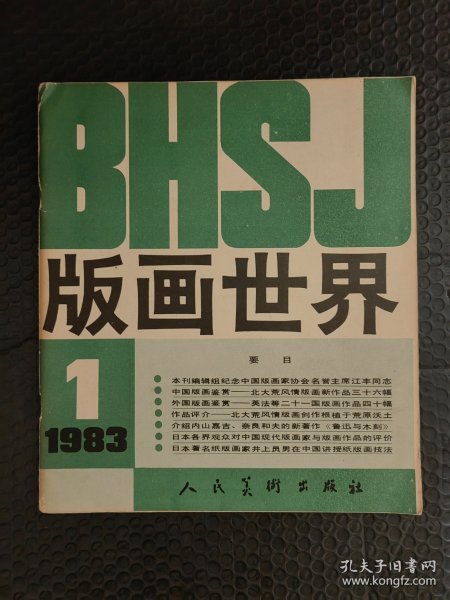 BHSJ
版画世界
1
1983
要目
本刊编辑组纪念中国版画家协会名誉主席江丰同志
中国版画鉴赏——北大荒风情版画新作品三十六幅
外国版画鉴赏——英法等二十一国版画作品四十幅
作品评介——北大荒风情版画创作根植于荒原沃土
介绍内山嘉吉、奈良和夫的新著作《鲁迅与木刻》
日本各界观众对中国现代版画家与版画作品的评价
日本著名纸版画家井上员男在中国讲授纸版画技法
人民美術出版社
孔夫子旧书网
www.kongfz.com